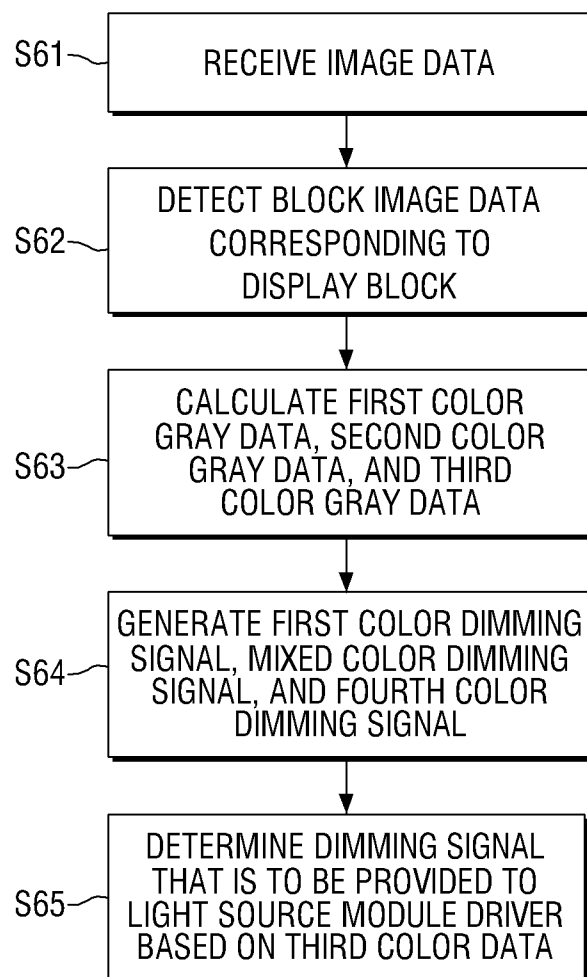 S61
RECEIVE IMAGE DATA
S62
DETECT BLOCK IMAGE DATA
CORRESPONDING TO
DISPLAY BLOCK
S63
CALCULATE FIRST COLOR
GRAY DATA, SECOND COLOR
GRAY DATA, AND THIRD
COLOR GRAY DATA
S64
GENERATE FIRST COLOR DIMMING
SIGNAL, MIXED COLOR DIMMING
SIGNAL, AND FOURTH COLOR
DIMMING SIGNAL
S65
DETERMINE DIMMING SIGNAL
THAT IS TO BE PROVIDED TO
LIGHT SOURCE MODULE DRIVER
BASED ON THIRD COLOR DATA